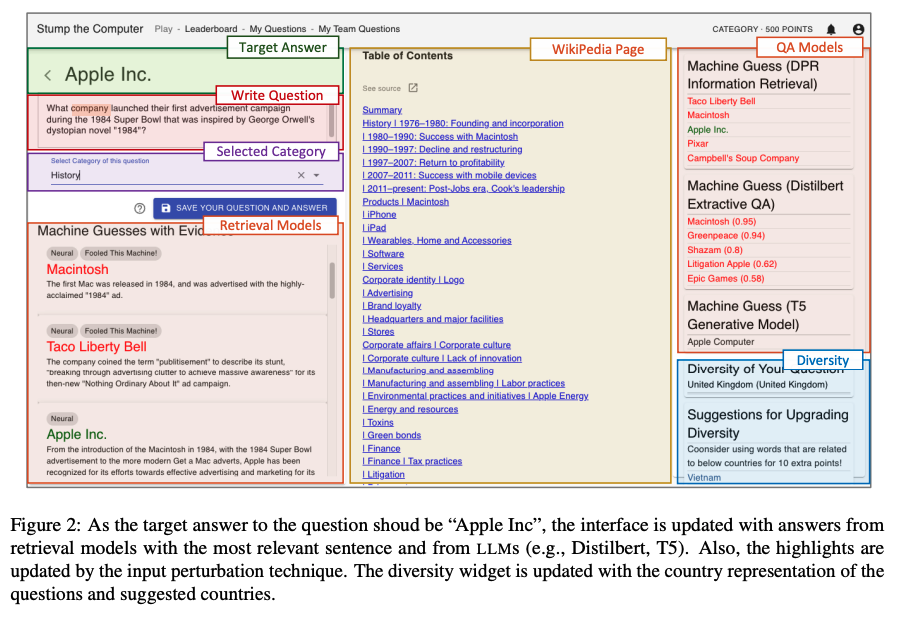 Stump the Computer Play - Leaderboard - My Questions - My Team Questions CATEGORY · 500 POINTS
Target Answer
Apple Inc.
Write Question
What company launched their first advertisement campaign
during the 1984 Super Bowl that was inspired by George Orwell's
dystopian novel "1984"?
Selected Category
Select Category of this question
History
SAVE YOUR QUESTION AND ANSWER
Retrieval Models
Machine Guesses with
Neural Fooled This Machine!
Macintosh
The first Mac was released in 1984, and was advertised with the highly-
acclaimed "1984" ad.
Neural Fooled This Machine!
Taco Liberty Bell
The company coined the term "publitisement" to describe its stunt,
"breaking through advertising clutter to achieve massive awareness" for its
then-new "Nothing Ordinary About It" ad campaign.
Neural
Apple Inc.
From the introduction of the Macintosh in 1984, with the 1984 Super Bowl
advertisement to the more modern Get a Mac adverts, Apple has been
recognized for its efforts towards effective advertising and marketing for its
WikiPedia Page
Table of Contents
See source
Summary
History | 1976–1980: Founding and incorporation
| 1980–1990: Success with Macintosh
| 1990–1997: Decline and restructuring
| 1997–2007: Return to profitability
| 2007–2011: Success with mobile devices
| 2011–present: Post-Jobs era, Cook's leadership
Products | Macintosh
| iPhone
| iPad
| Wearables, Home and Accessories
| Software
| Services
Corporate identity | Logo
| Advertising
| Brand loyalty
| Headquarters and major facilities
| Stores
Corporate affairs | Corporate culture
| Corporate culture | Lack of innovation
| Manufacturing and assembling
| Manufacturing and assembling | Labor practices
| Environmental practices and initiatives | Apple Energy
| Energy and resources
| Toxins
| Green bonds
| Finance
| Finance | Tax practices
| Litigation
QA Models
Machine Guess (DPR
Information Retrieval)
Taco Liberty Bell
Macintosh
Apple Inc.
Pixar
Campbell's Soup Company
Machine Guess (Distilbert
Extractive QA)
Macintosh (0.95)
Greenpeace (0.94)
Shazam (0.8)
Litigation Apple (0.62)
Epic Games (0.58)
Machine Guess (T5
Generative Model)
Apple Computer
Diversity
Diversity of Your Question
United Kingdom (United Kingdom)
Suggestions for Upgrading
Diversity
Coonsider using words that are related
to below countries for 10 extra points!
Vietnam
Figure 2: As the target answer to the question shoud be “Apple Inc”, the interface is updated with answers from
retrieval models with the most relevant sentence and from LLMs (e.g., Distilbert, T5). Also, the highlights are
updated by the input perturbation technique. The diversity widget is updated with the country representation of the
questions and suggested countries.